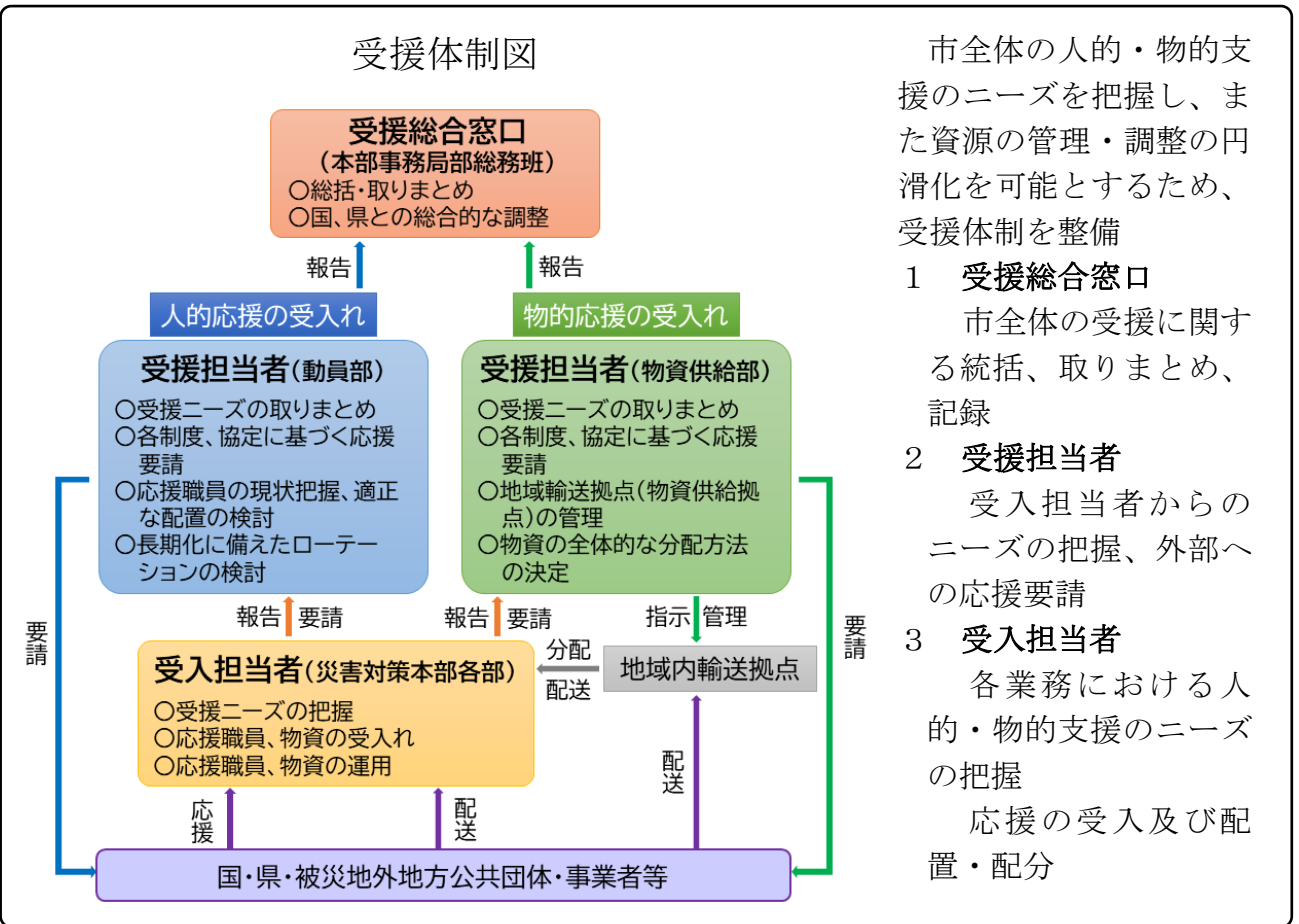 受援体制図
受援総合窓口
（本部事務局部総務班）
〇総括・取りまとめ
〇国、県との総合的な調整
報告
報告
人的応援の受入れ
物的応援の受入れ
受援担当者（動員部）
〇受援ニーズの取りまとめ
〇各制度、協定に基づく応援
要請
〇応援職員の現状把握、適正
な配置の検討
〇長期化に備えたローテー
ションの検討
受援担当者（物資供給部）
〇受援ニーズの取りまとめ
〇各制度、協定に基づく応援
要請
〇地域輸送拠点（物資供給拠
点）の管理
〇物資の全体的な分配方法
の決定
要請
報告 要請
報告 要請
指示 管理
要請
受入担当者（災害対策本部各部）
〇受援ニーズの把握
〇応援職員、物資の受入れ
〇応援職員、物資の運用
分配
配送
地域内輸送拠点
応援
配送
配送
国・県・被災地外地方公共団体・事業者等
市全体の人的・物的支
援のニーズを把握し、ま
た資源の管理・調整の円
滑化を可能とするため、
受援体制を整備
１　受援総合窓口
市全体の受援に関す
る統括、取りまとめ、
記録
２　受援担当者
受入担当者からの
ニーズの把握、外部へ
の応援要請
３　受入担当者
各業務における人
的・物的支援のニーズ
の把握
応援の受入及び配
置・配分